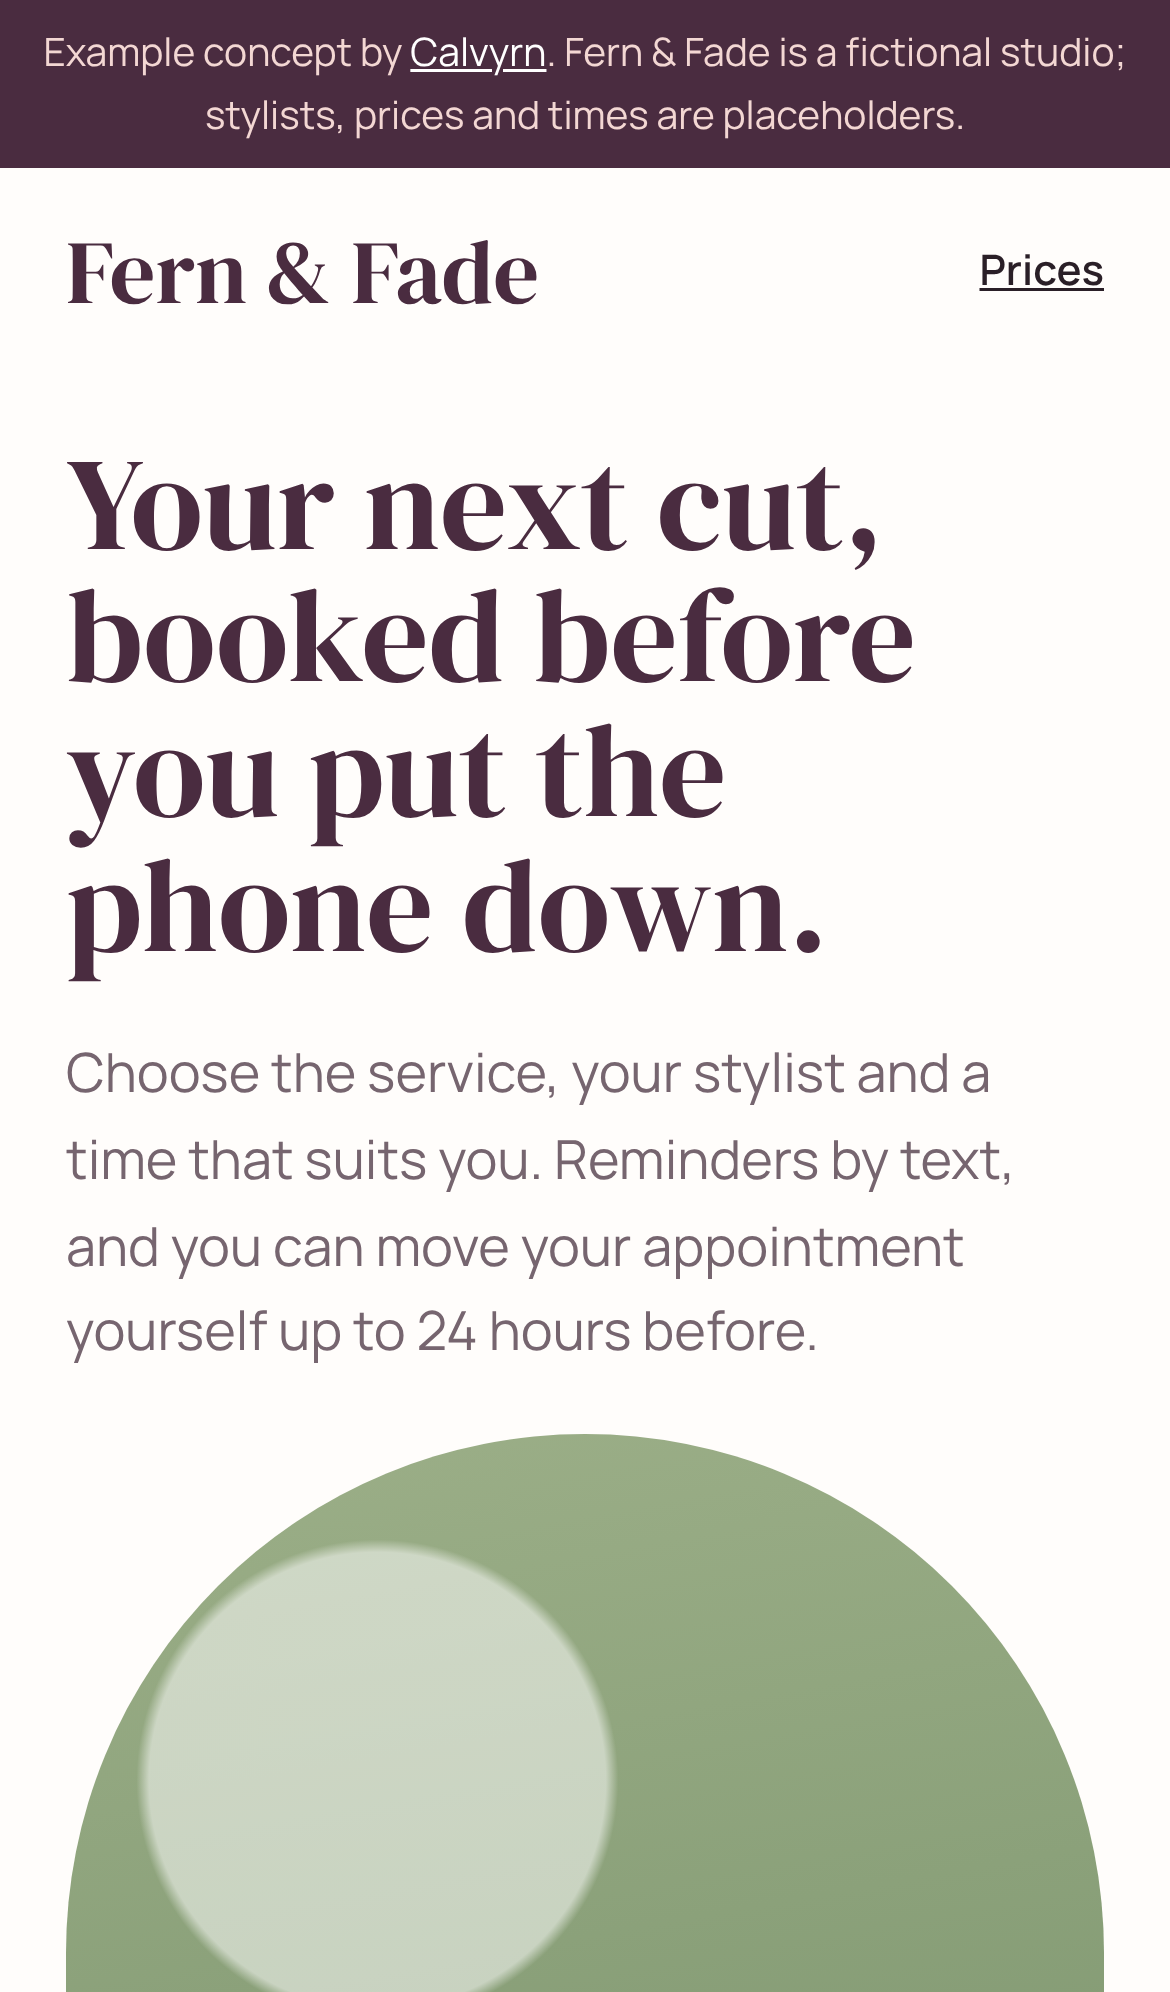 Example concept by Calvyrn. Fern & Fade is a fictional studio;
stylists, prices and times are placeholders.
Fern & Fade
Prices
Your next cut,
booked before
you put the
phone down.
Choose the service, your stylist and a
time that suits you. Reminders by text,
and you can move your appointment
yourself up to 24 hours before.